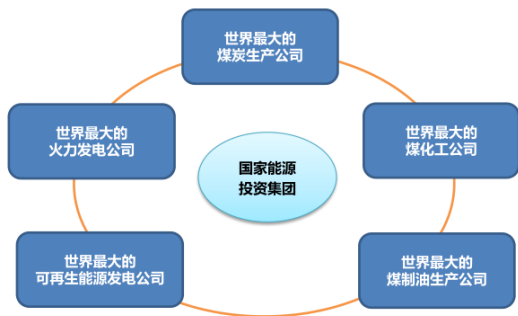 世界最大的
煤炭生产公司
世界最大的
火力发电公司
世界最大的
煤化工公司
国家能源
投资集团
世界最大的
可再生能源发电公司
世界最大的
煤制油生产公司